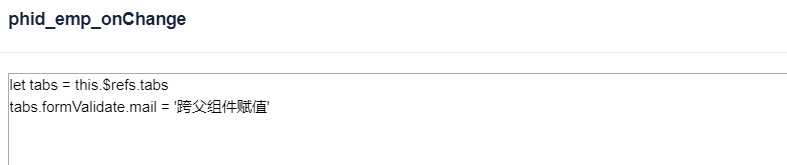 phid_emp_onChange
let tabs = this.$refs.tabs
tabs.formValidate.mail = '跨父组件赋值'